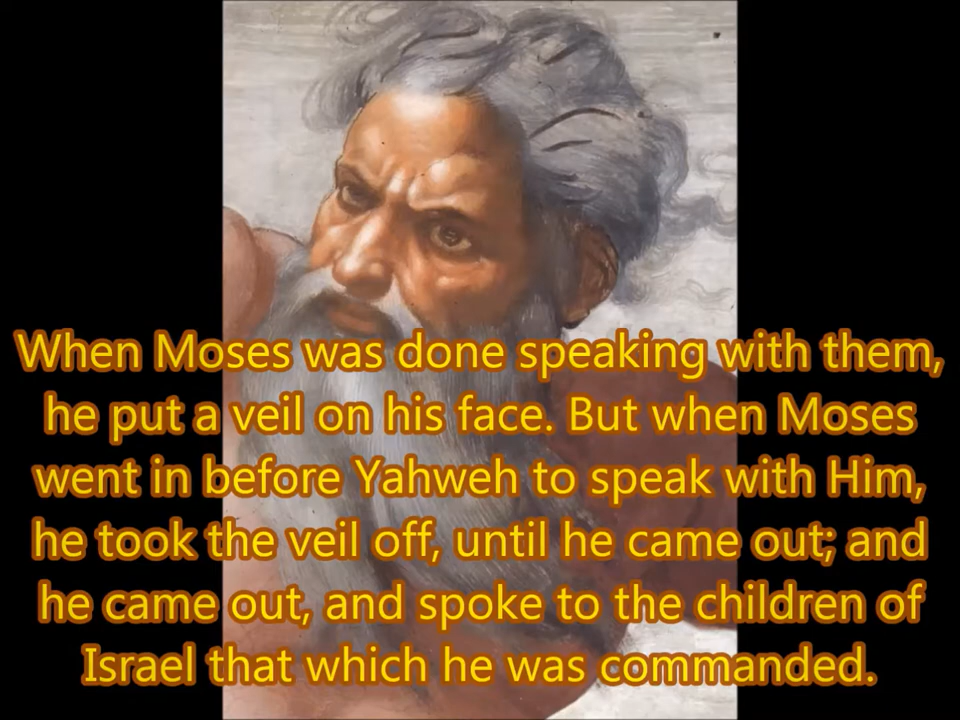 When Moses was done speaking with them,
he put a veil on his face. But when Moses
went in before Yahweh to speak with Him,
he took the veil off, until he came out; and
he came out, and spoke to the children of
Israel that which he was commanded.